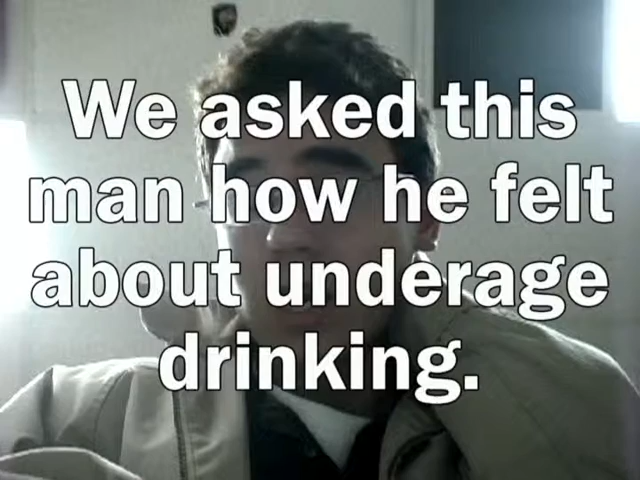 We asked this
man how he felt
about underage
drinking.